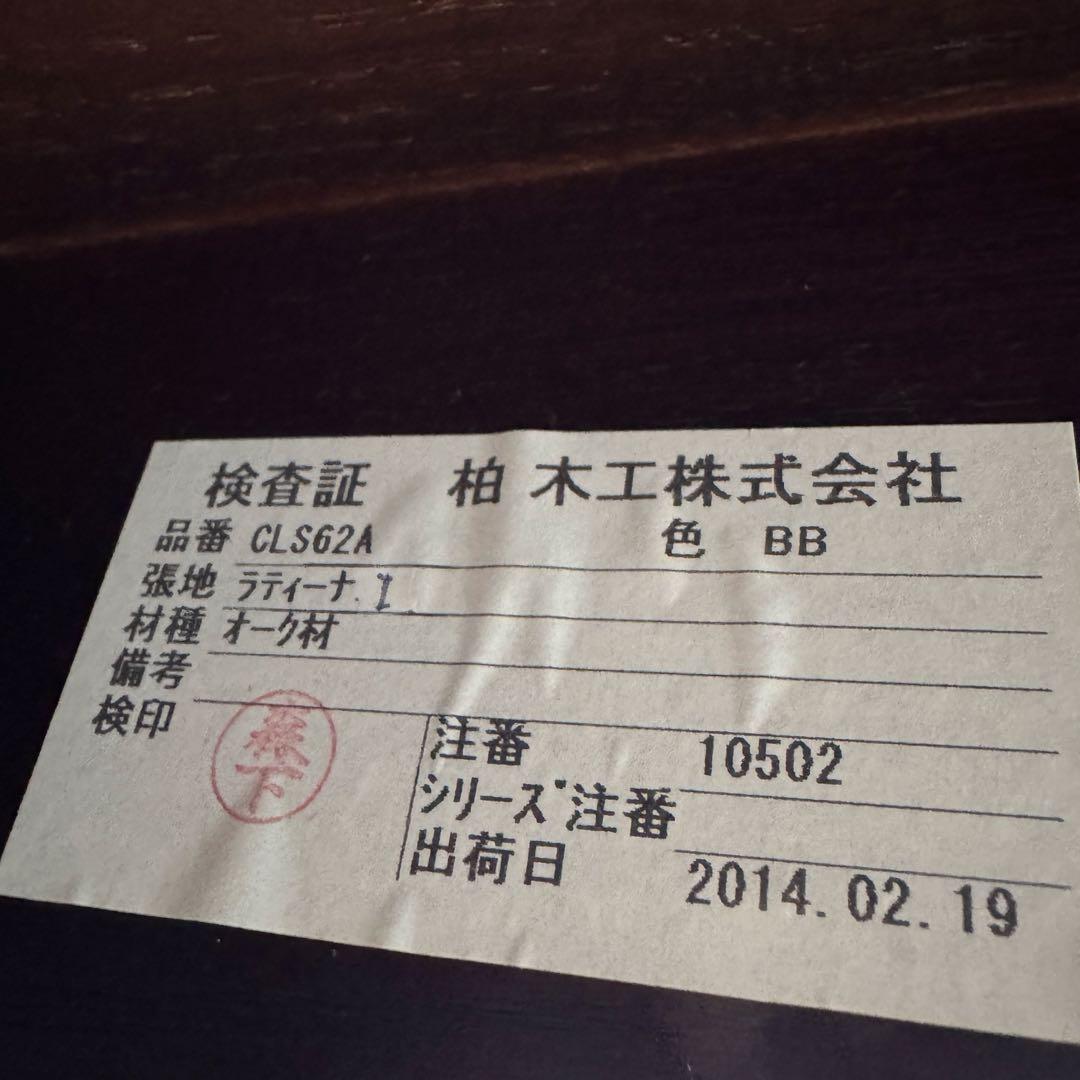 検査証 柏木工株式会社
品番 CLS62A 色 BB
張地 ラティーナ I
材種 オーク材
備考
検印 森下
注番 10502
シリーズ注番
出荷日 2014.02.19